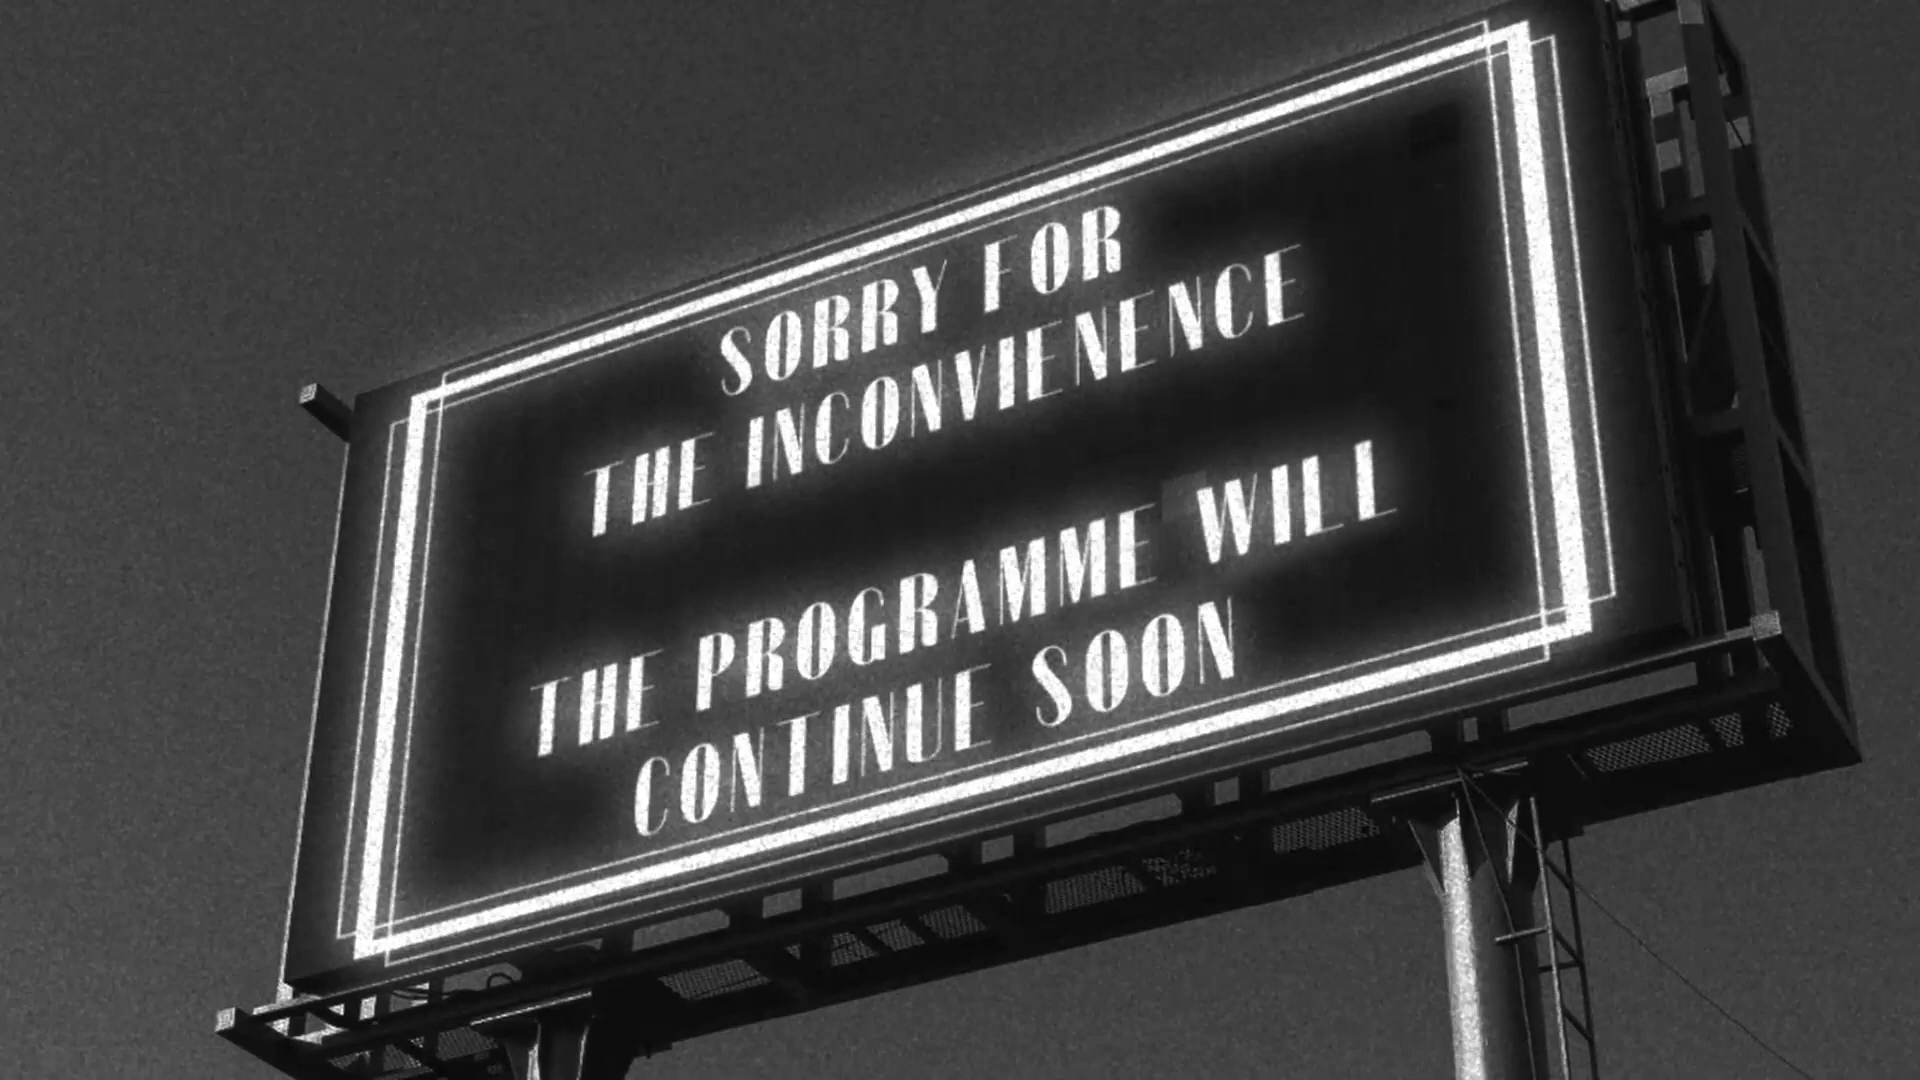 SORRY FOR
THE INCONVIENENCE
THE PROGRAMME WILL
CONTINUE SOON